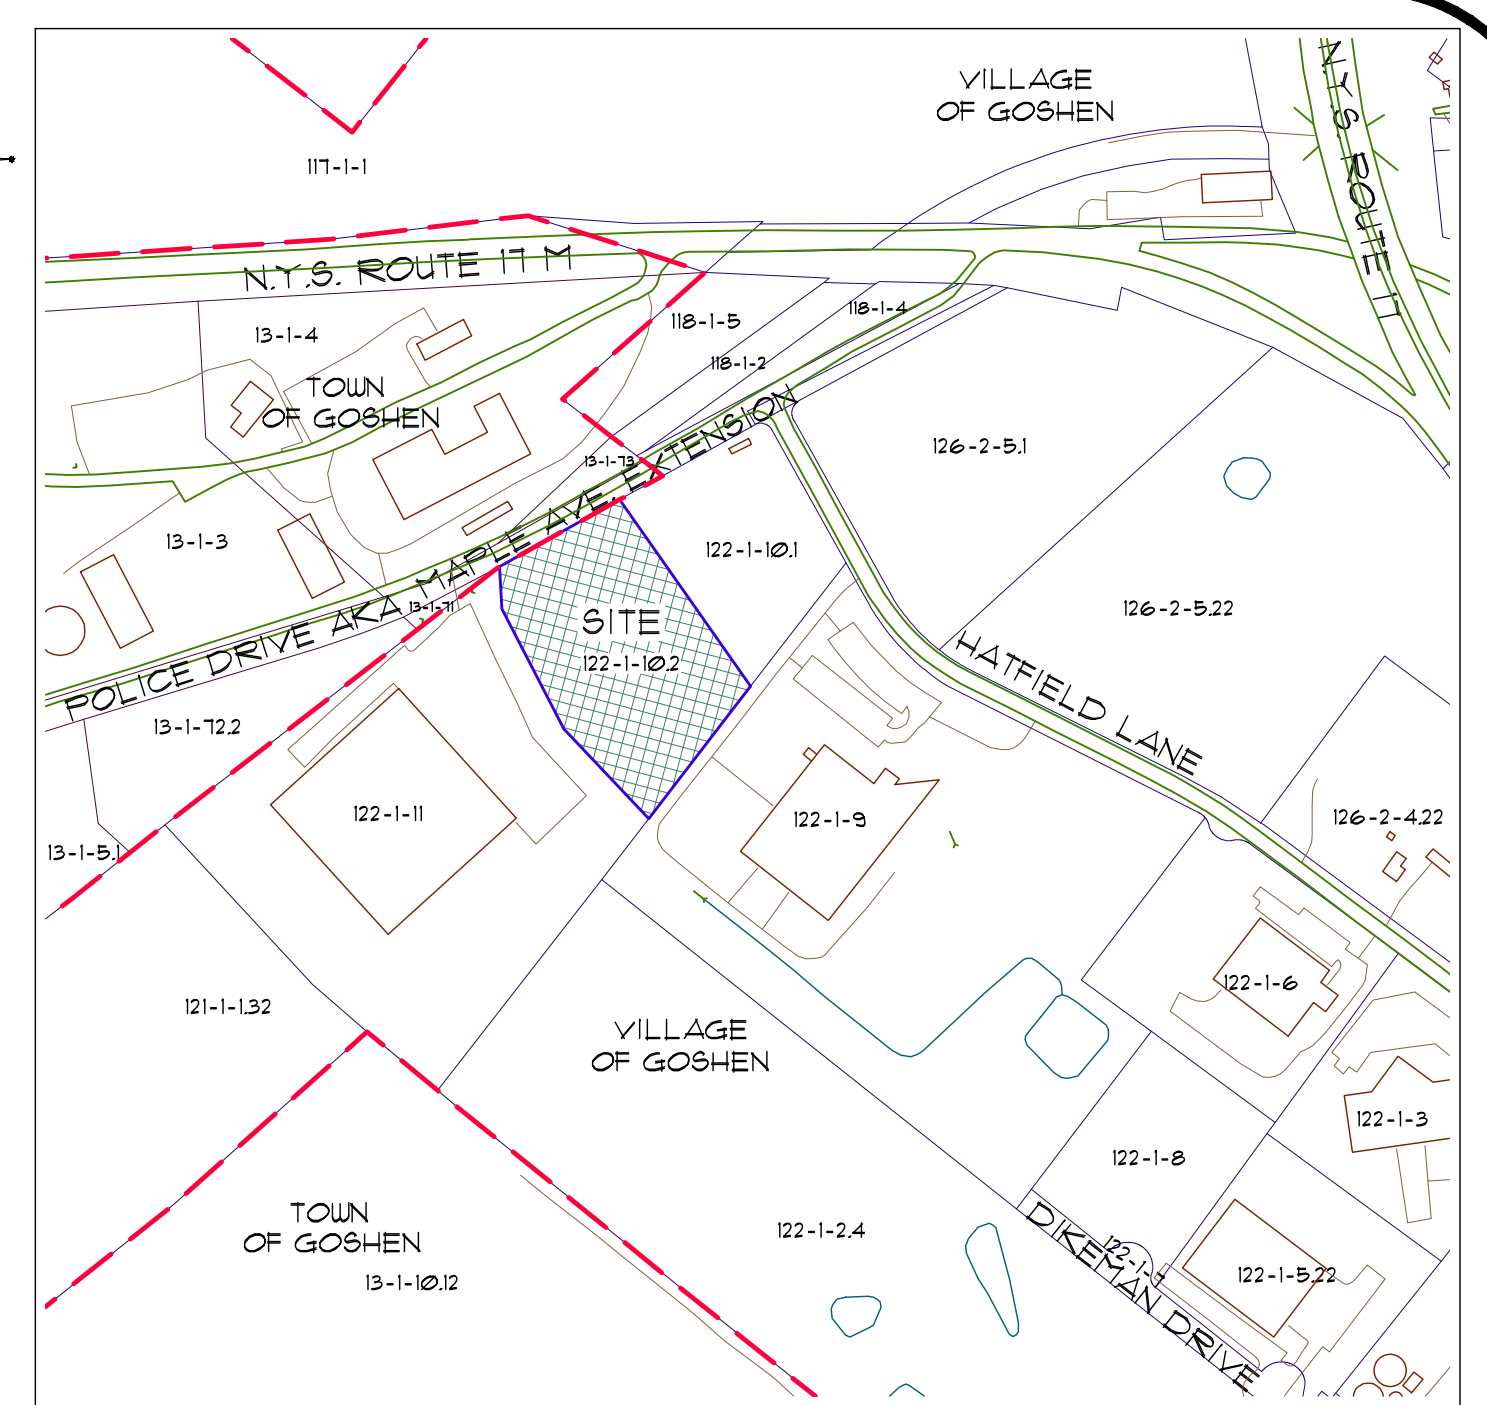 VILLAGE
OF GOSHEN
N.Y.S. ROUTE 17
117-1-1
N.Y.S. ROUTE 17 M
118-1-5
118-1-4
13-1-4
118-1-2
TOWN
OF GOSHEN
POLICE DRIVE AKA MAPLE AVE. EXTENSION
126-2-5.1
13-1-73
13-1-3
122-1-10.1
13-1-71
SITE
122-1-10.2
126-2-5.22
HATFIELD LANE
13-1-72.2
122-1-11
122-1-9
126-2-4.22
13-1-5.1
122-1-6
121-1-1.32
VILLAGE
OF GOSHEN
122-1-3
122-1-8
TOWN
OF GOSHEN
13-1-10.12
122-1-2.4
DIKEMAN DRIVE
122-1-7
122-1-5.22